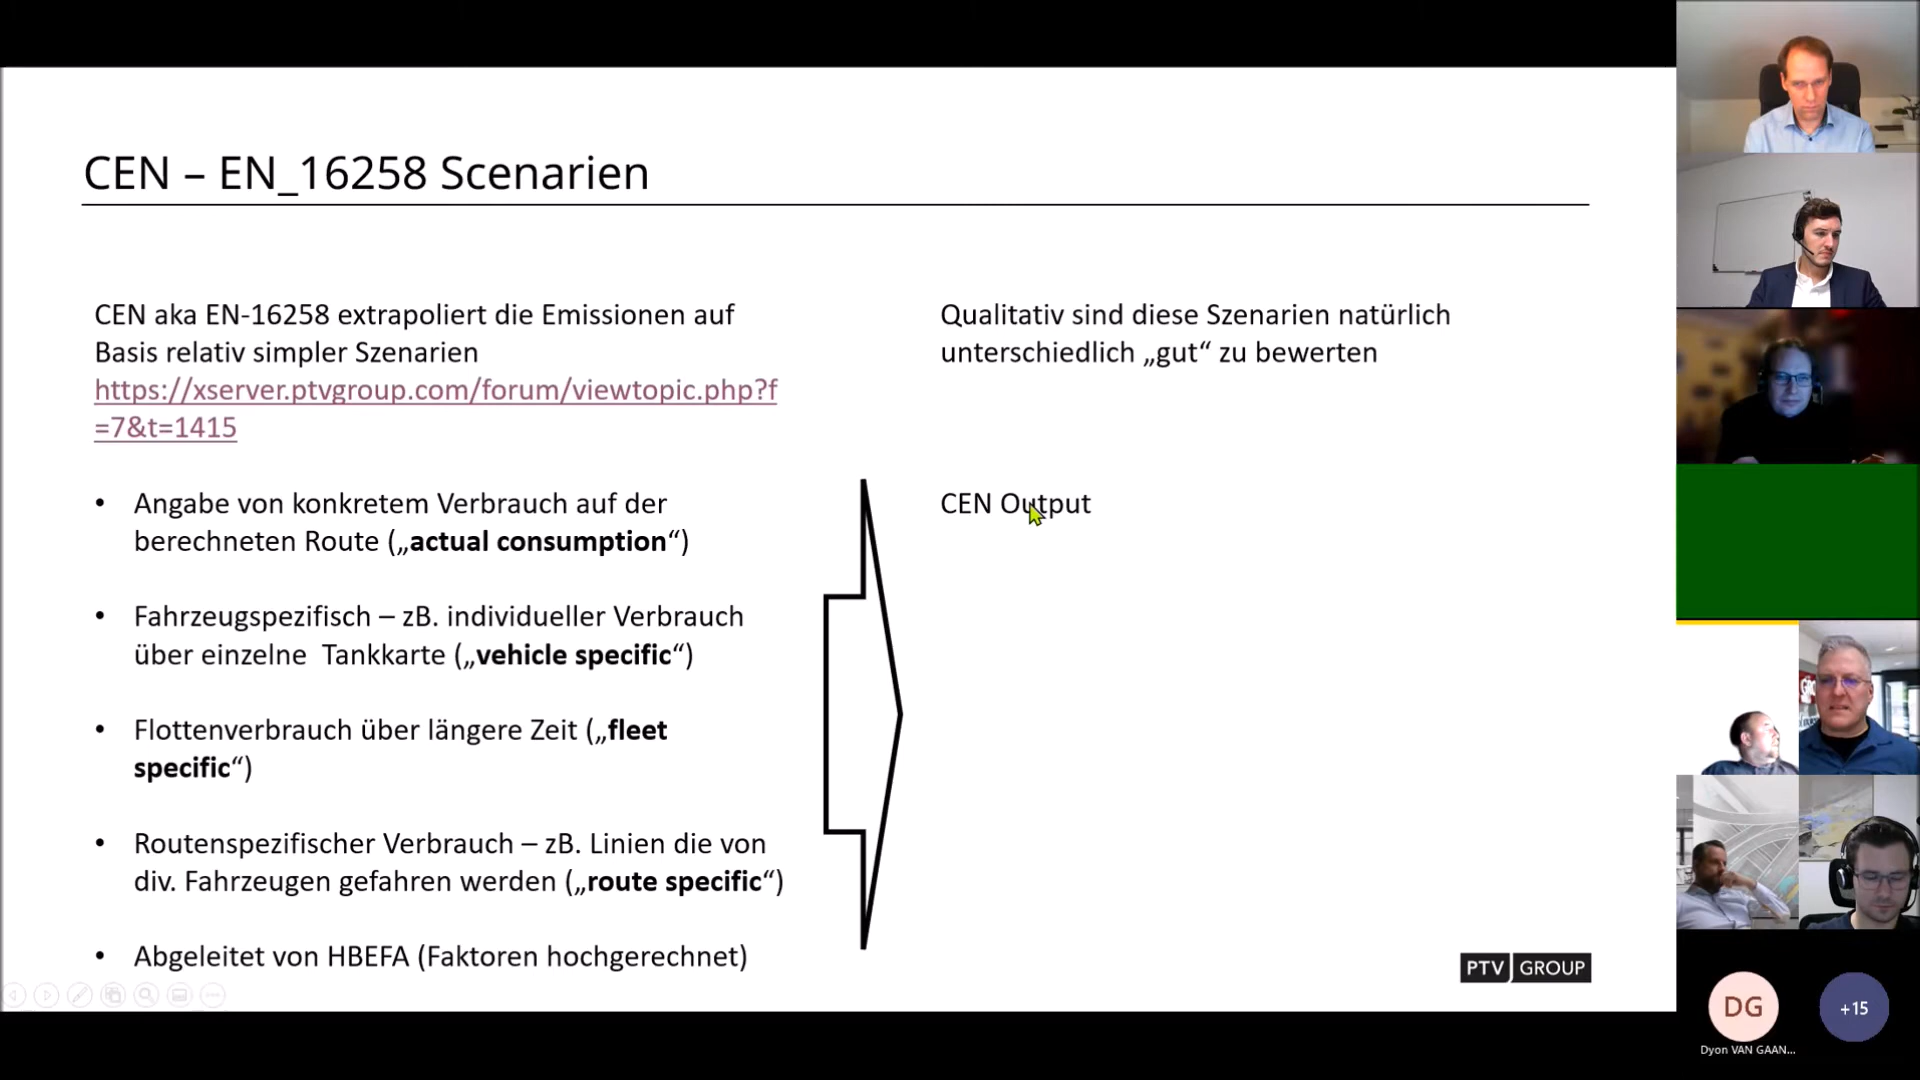 CEN – EN_16258 Scenarien
CEN aka EN-16258 extrapoliert die Emissionen auf
Basis relativ simpler Szenarien
https://xserver.ptvgroup.com/forum/viewtopic.php?f
=7&t=1415
• Angabe von konkretem Verbrauch auf der
berechneten Route („actual consumption“)
• Fahrzeugspezifisch – zB. individueller Verbrauch
über einzelne  Tankkarte („vehicle specific“)
• Flottenverbrauch über längere Zeit („fleet
specific“)
• Routenspezifischer Verbrauch – zB. Linien die von
div. Fahrzeugen gefahren werden („route specific“)
• Abgeleitet von HBEFA (Faktoren hochgerechnet)
Qualitativ sind diese Szenarien natürlich
unterschiedlich „gut“ zu bewerten
CEN Output
PTV GROUP
DG
Dyon VAN GAAN...
+15